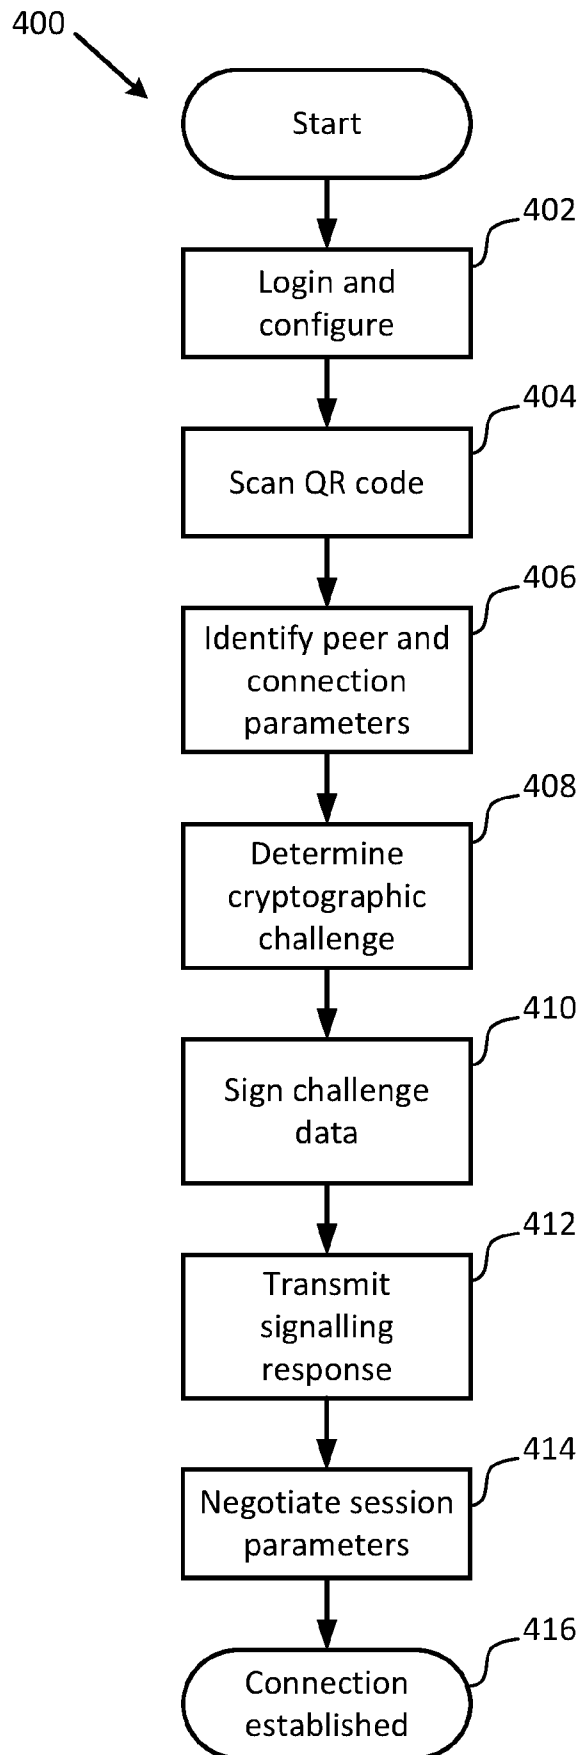 400
Start
402
Login and
configure
404
Scan QR code
406
Identify peer and
connection
parameters
408
Determine
cryptographic
challenge
410
Sign challenge
data
412
Transmit
signalling
response
414
Negotiate session
parameters
416
Connection
established